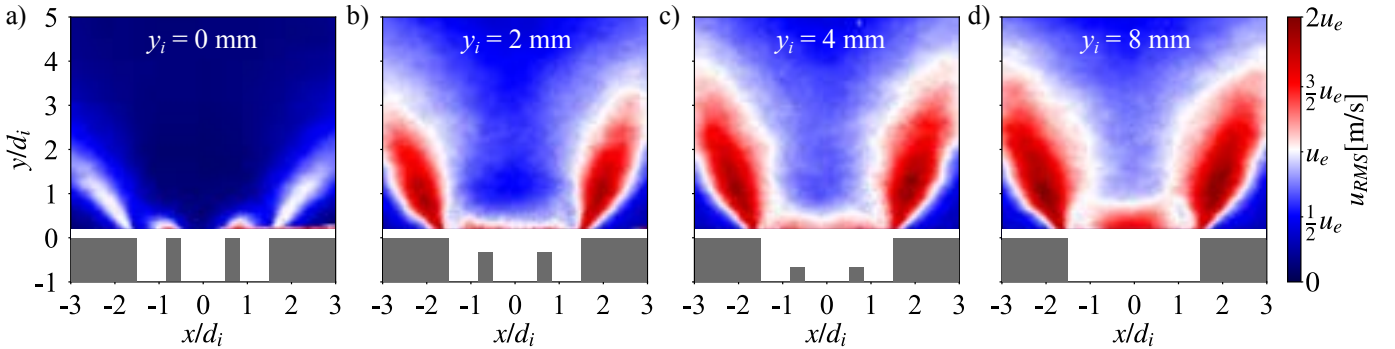 a)
y_i = 0 mm
b)
y_i = 2 mm
c)
y_i = 4 mm
d)
y_i = 8 mm
5
4
3
2
1
0
-1
y/d_i
-3 -2 -1 0 1 2 3
-3 -2 -1 0 1 2 3
-3 -2 -1 0 1 2 3
-3 -2 -1 0 1 2 3
x/d_i
x/d_i
x/d_i
x/d_i
2u_e
3/2 u_e
u_e
1/2 u_e
0
u_RMS[m/s]